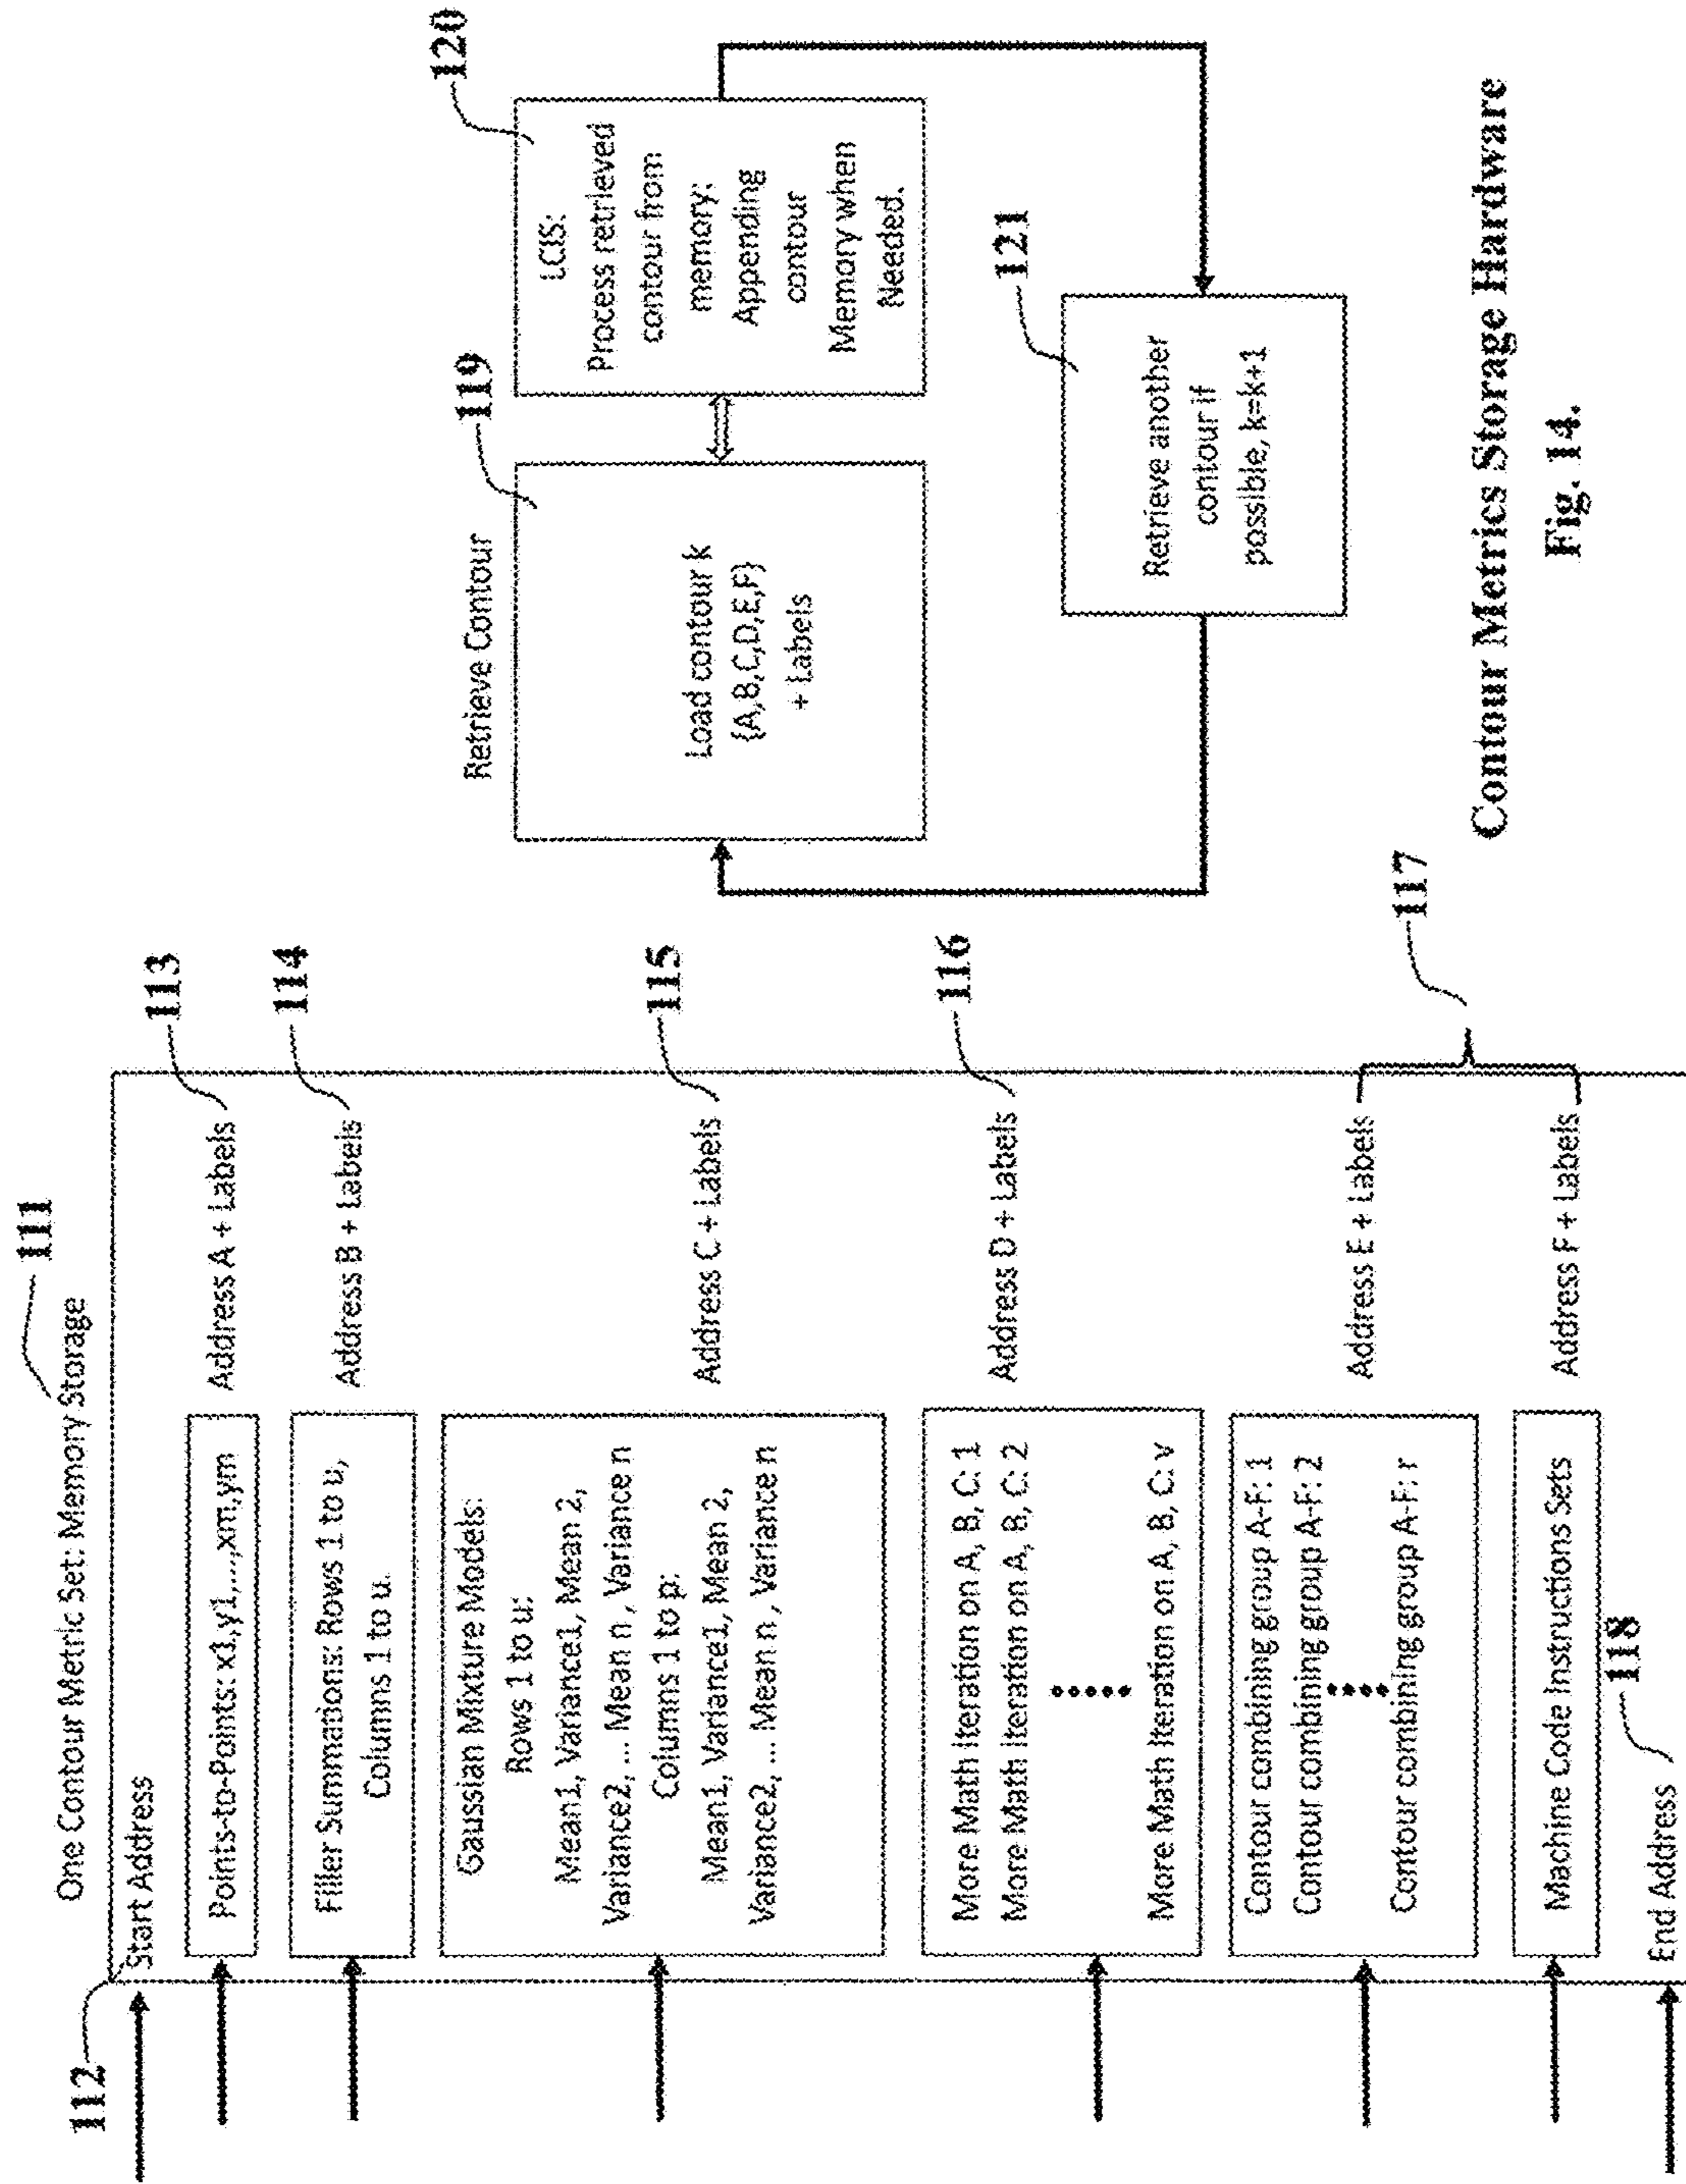 111
One Contour Metric Set: Memory Storage
112
Start Address
Points-to-Points: x1,y1,...,xm,ym
Address A + Labels
113
Filler Summations: Rows 1 to u,
Columns 1 to u.
Address B + Labels
114
Gaussian Mixture Models:
Rows 1 to u:
Mean1, Variance1, Mean 2,
Variance2, ... Mean n, Variance n
Columns 1 to p:
Mean1, Variance1, Mean 2,
Variance2, ... Mean n, Variance n
Address C + Labels
115
More Math Iteration on A, B, C: 1
More Math Iteration on A, B, C: 2
More Math Iteration on A, B, C: v
Address D + Labels
116
Contour combining group A-F: 1
Contour combining group A-F: 2
Contour combining group A-F: r
Address E + Labels
117
Machine Code Instructions Sets
Address F + Labels
118
End Address
Retrieve Contour
119
Load contour k
{A,B,C,D,E,F}
+ Labels
120
LCIS:
Process retrieved
contour from
memory:
Appending
contour
Memory when
Needed.
121
Retrieve another
contour if
possible, k=k+1
Contour Metrics Storage Hardware
Fig. 14.